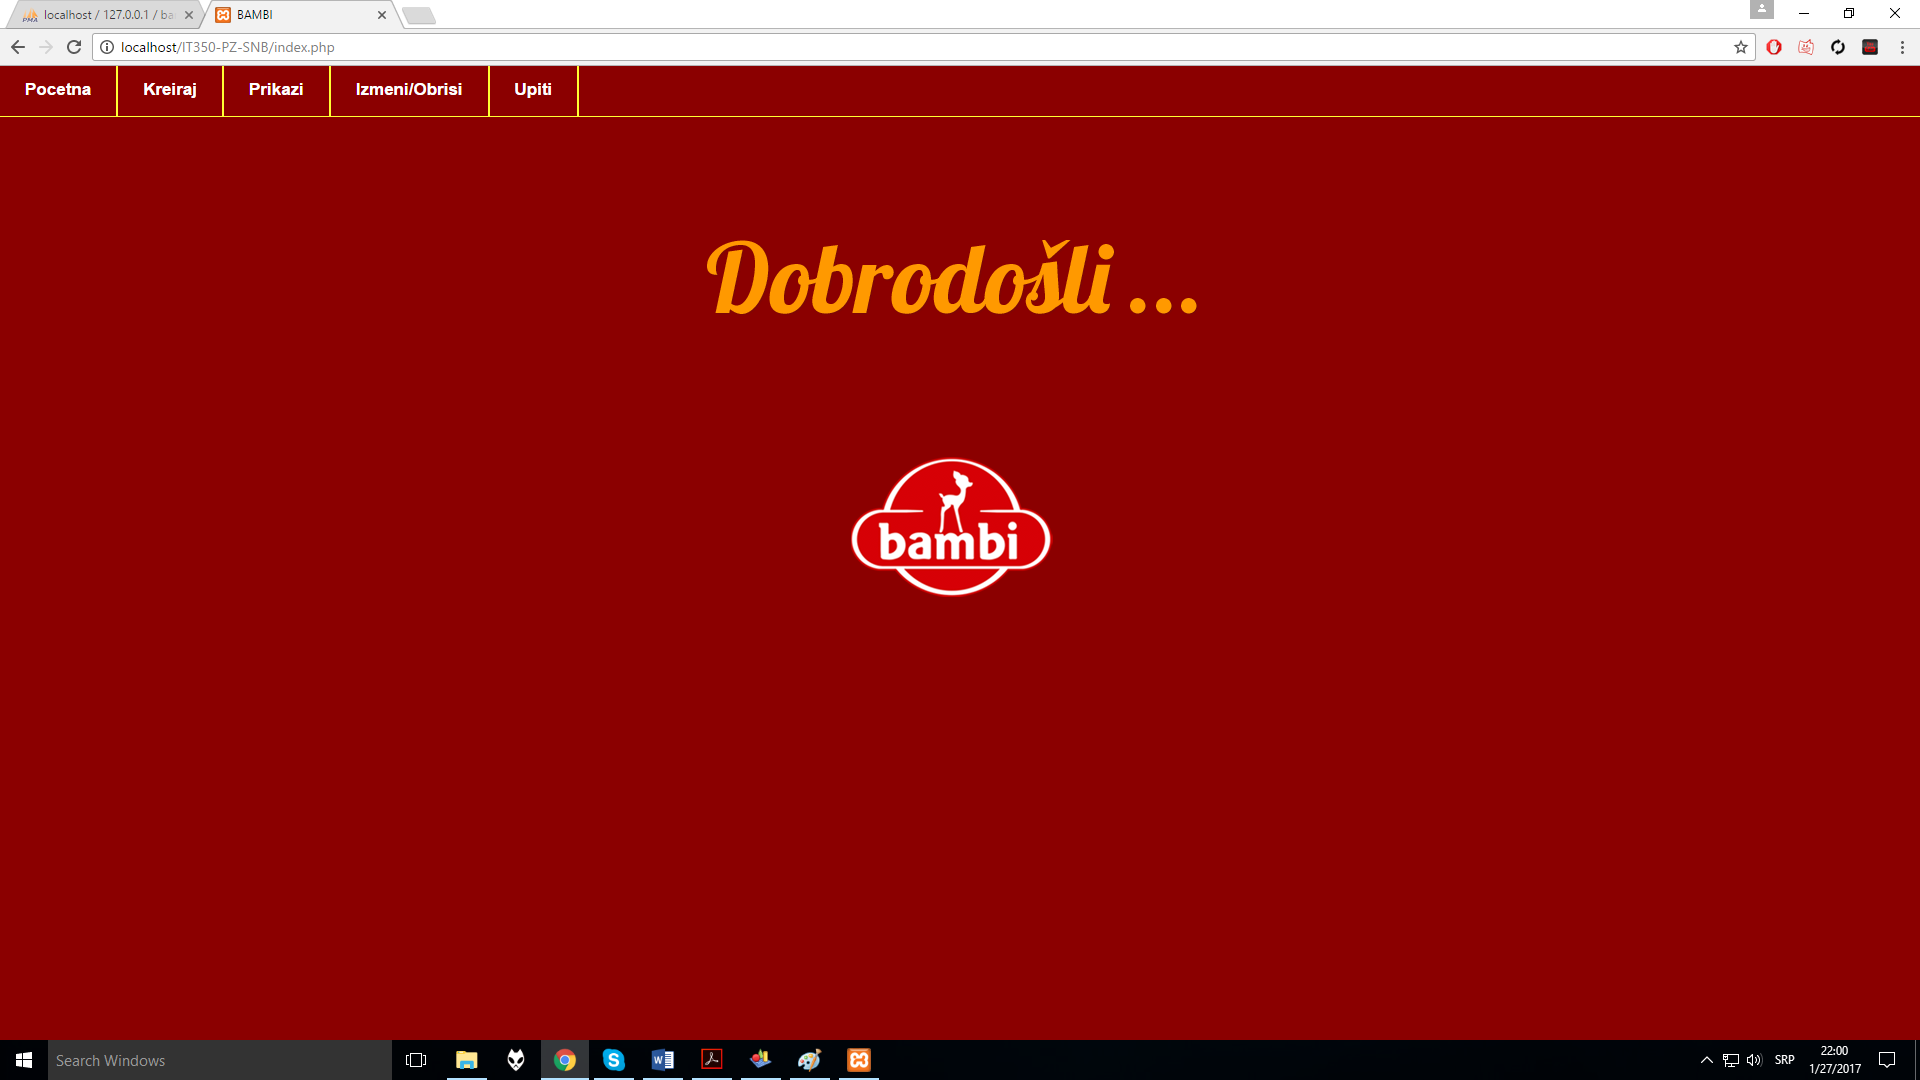 localhost / 127.0.0.1 / ba
BAMBI
localhost/IT350-PZ-SNB/index.php
Pocetna
Kreiraj
Prikazi
Izmeni/Obrisi
Upiti
Dobrodošli ...
bambi
Search Windows
SRP
22:00
1/27/2017